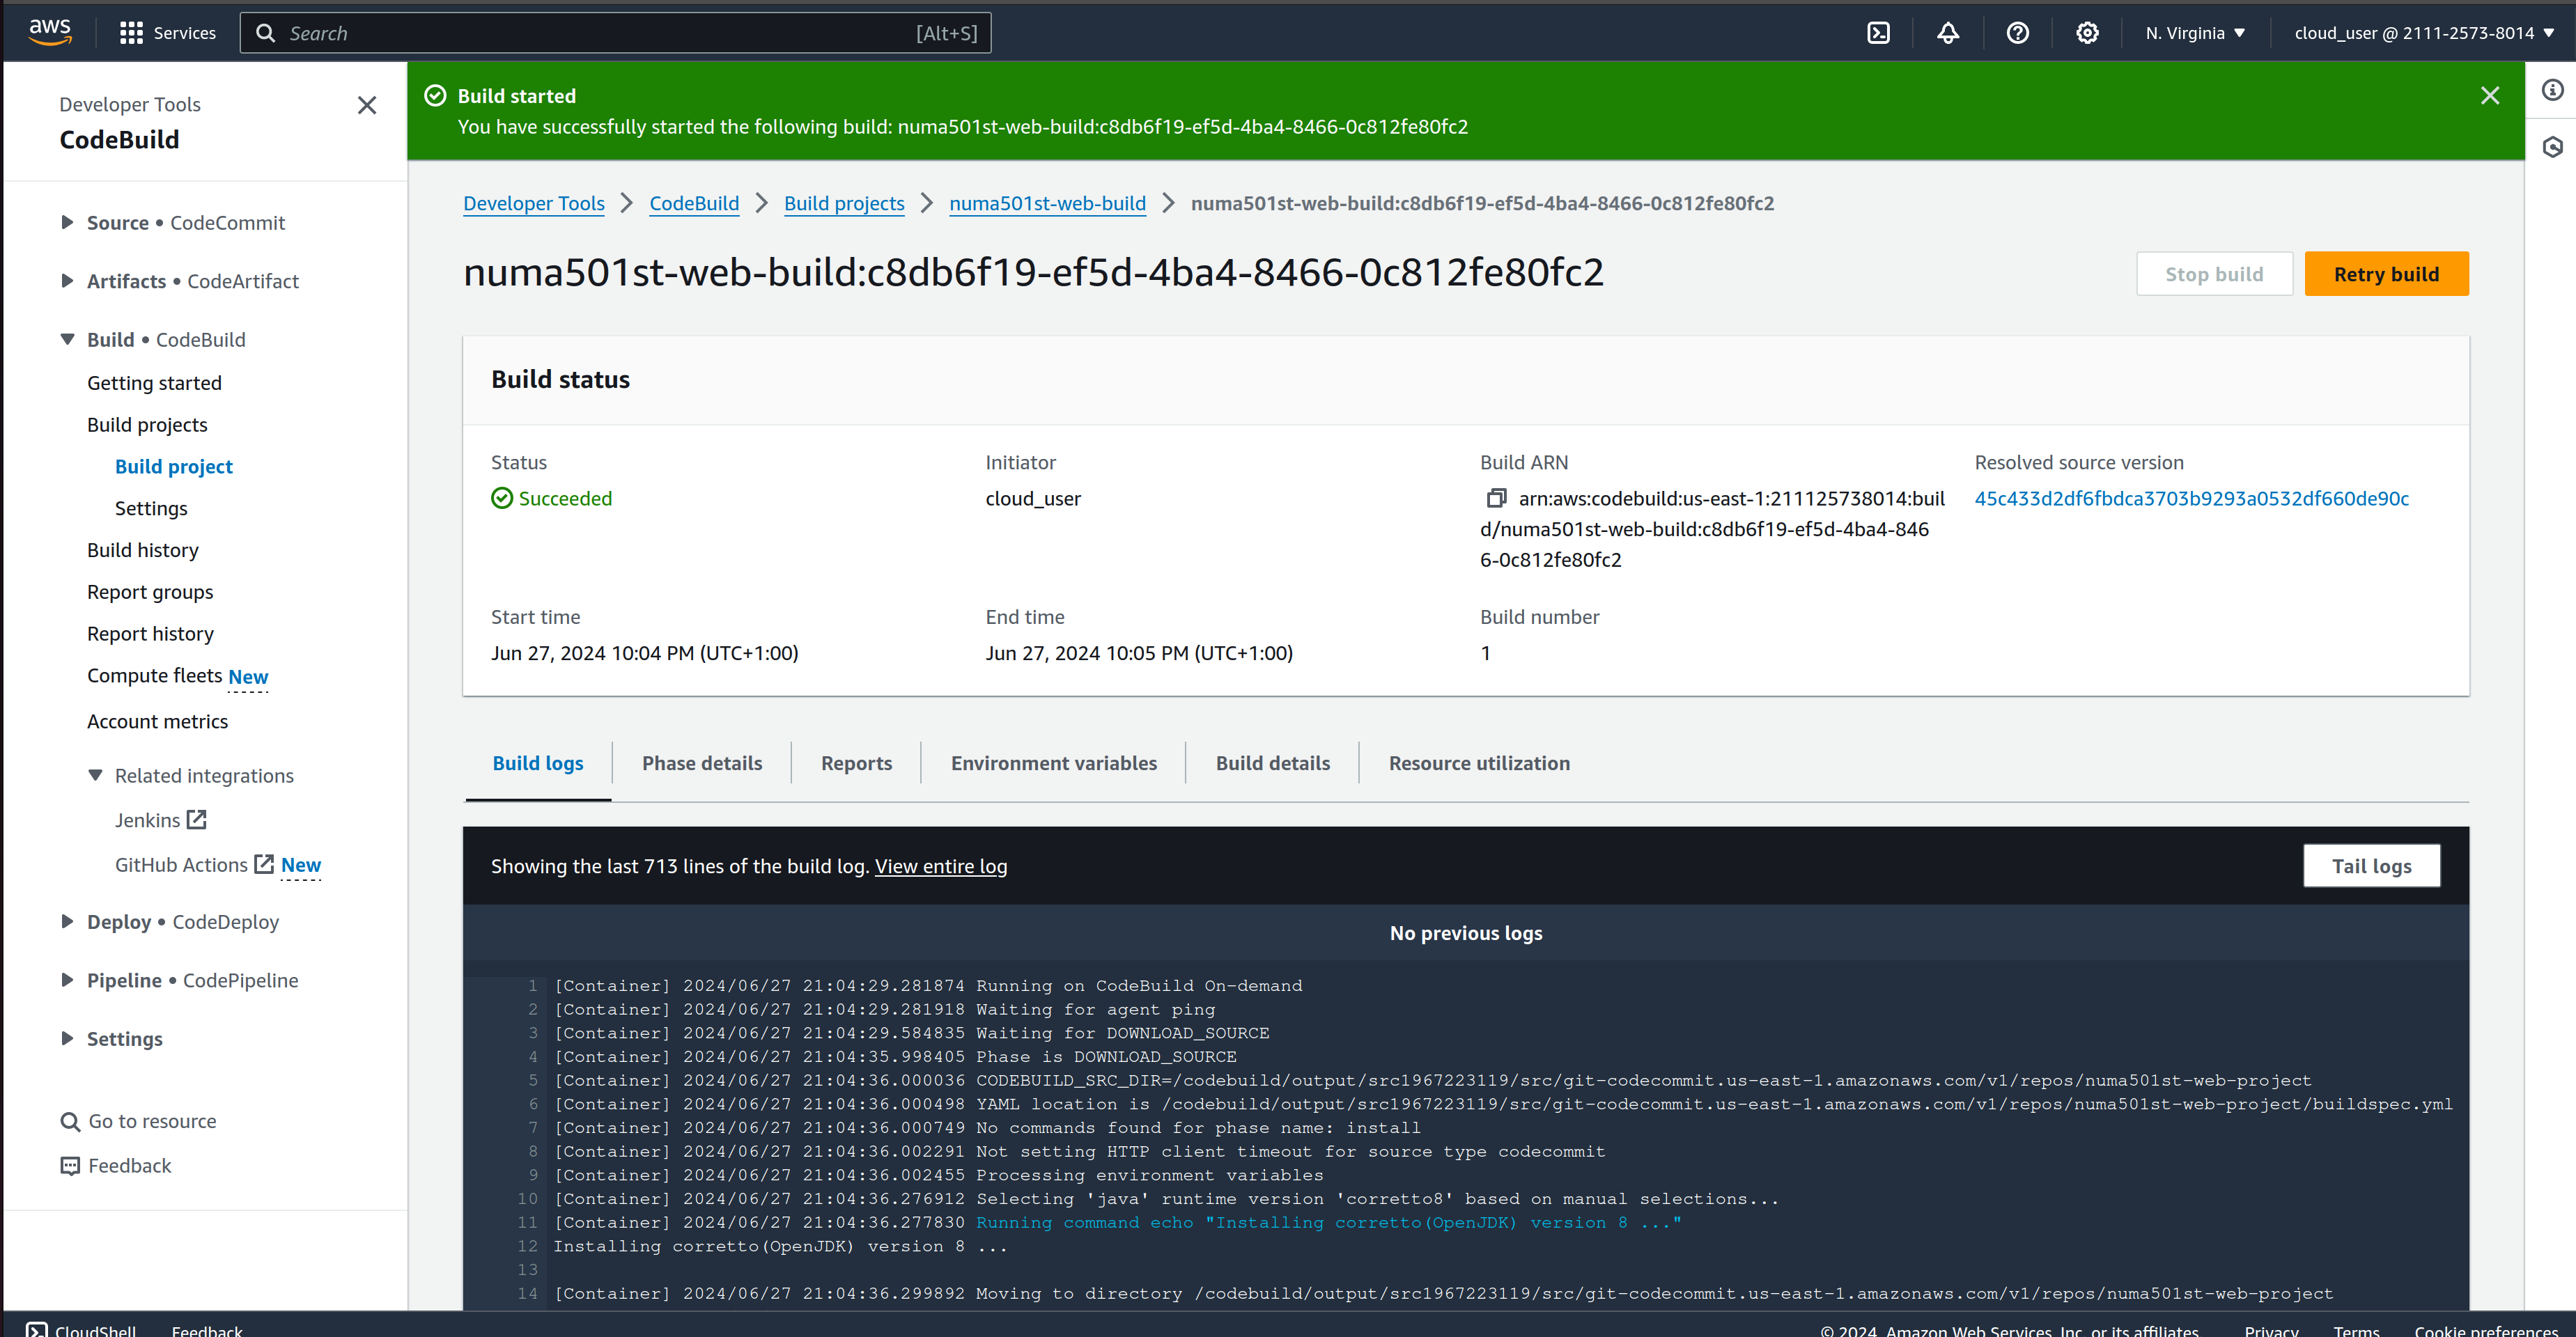 aws
Services
Search
[Alt+S]
N. Virginia
cloud_user @ 2111-2573-8014
Developer Tools
CodeBuild
Source • CodeCommit
Artifacts • CodeArtifact
Build • CodeBuild
Getting started
Build projects
Build project
Settings
Build history
Report groups
Report history
Compute fleets New
Account metrics
Related integrations
Jenkins
GitHub Actions New
Deploy • CodeDeploy
Pipeline • CodePipeline
Settings
Go to resource
Feedback
Build started
You have successfully started the following build: numa501st-web-build:c8db6f19-ef5d-4ba4-8466-0c812fe80fc2
Developer Tools > CodeBuild > Build projects > numa501st-web-build > numa501st-web-build:c8db6f19-ef5d-4ba4-8466-0c812fe80fc2
numa501st-web-build:c8db6f19-ef5d-4ba4-8466-0c812fe80fc2
Stop build
Retry build
Build status
Status
Succeeded
Initiator
cloud_user
Build ARN
arn:aws:codebuild:us-east-1:211125738014:buil
d/numa501st-web-build:c8db6f19-ef5d-4ba4-846
6-0c812fe80fc2
Resolved source version
45c433d2df6fbdca3703b9293a0532df660de90c
Start time
Jun 27, 2024 10:04 PM (UTC+1:00)
End time
Jun 27, 2024 10:05 PM (UTC+1:00)
Build number
1
Build logs
Phase details
Reports
Environment variables
Build details
Resource utilization
Showing the last 713 lines of the build log. View entire log
Tail logs
No previous logs
1 [Container] 2024/06/27 21:04:29.281874 Running on CodeBuild On-demand
2 [Container] 2024/06/27 21:04:29.281918 Waiting for agent ping
3 [Container] 2024/06/27 21:04:29.584835 Waiting for DOWNLOAD_SOURCE
4 [Container] 2024/06/27 21:04:35.998405 Phase is DOWNLOAD_SOURCE
5 [Container] 2024/06/27 21:04:36.000036 CODEBUILD_SRC_DIR=/codebuild/output/src1967223119/src/git-codecommit.us-east-1.amazonaws.com/v1/repos/numa501st-web-project
6 [Container] 2024/06/27 21:04:36.000498 YAML location is /codebuild/output/src1967223119/src/git-codecommit.us-east-1.amazonaws.com/v1/repos/numa501st-web-project/buildspec.yml
7 [Container] 2024/06/27 21:04:36.000749 No commands found for phase name: install
8 [Container] 2024/06/27 21:04:36.002291 Not setting HTTP client timeout for source type codecommit
9 [Container] 2024/06/27 21:04:36.002455 Processing environment variables
10 [Container] 2024/06/27 21:04:36.276912 Selecting 'java' runtime version 'corretto8' based on manual selections...
11 [Container] 2024/06/27 21:04:36.277830 Running command echo "Installing corretto(OpenJDK) version 8 ..."
12 Installing corretto(OpenJDK) version 8 ...
13
14 [Container] 2024/06/27 21:04:36.299892 Moving to directory /codebuild/output/src1967223119/src/git-codecommit.us-east-1.amazonaws.com/v1/repos/numa501st-web-project
CloudShell
Feedback
© 2024, Amazon Web Services, Inc. or its affiliates.
Privacy
Terms
Cookie preferences